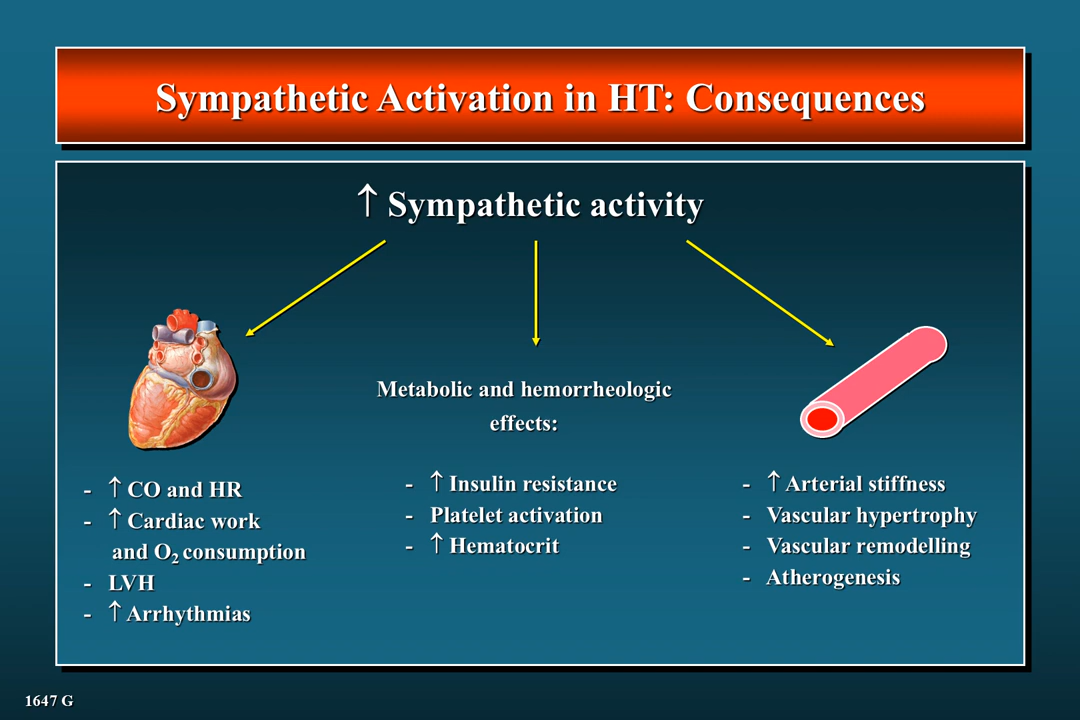 Sympathetic Activation in HT: Consequences
↑ Sympathetic activity
- ↑ CO and HR
- ↑ Cardiac work
and O₂ consumption
- LVH
- ↑ Arrhythmias
Metabolic and hemorrheologic
effects:
- ↑ Insulin resistance
- Platelet activation
- ↑ Hematocrit
- ↑ Arterial stiffness
- Vascular hypertrophy
- Vascular remodelling
- Atherogenesis
1647 G